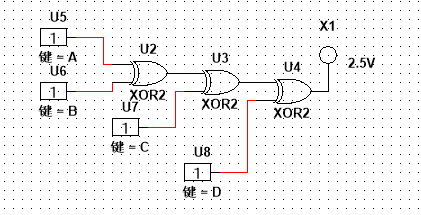 U5
1
键 = A
U6
1
键 = B
U2
XOR2
U7
1
键 = C
U3
XOR2
U8
1
键 = D
U4
XOR2
X1
2.5V